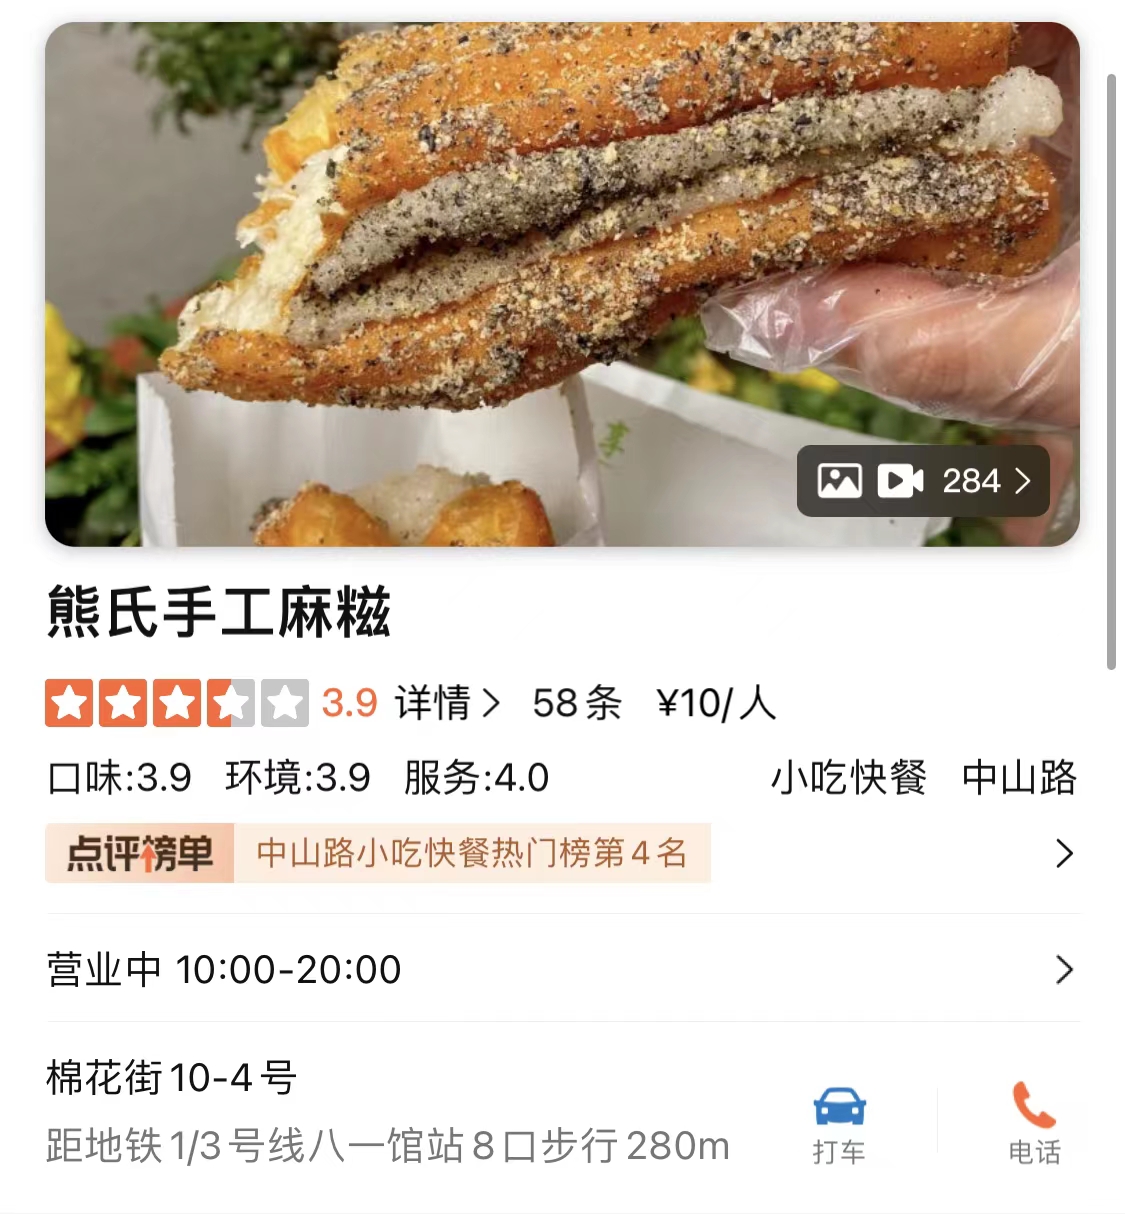 284
熊氏手工麻糍
3.9 详情 58条 ¥10/人
口味:3.9 环境:3.9 服务:4.0 小吃快餐 中山路
点评榜单 中山路小吃快餐热门榜第4名
营业中 10:00-20:00
棉花街10-4号
距地铁1/3号线八一馆站8口步行280m
打车 电话